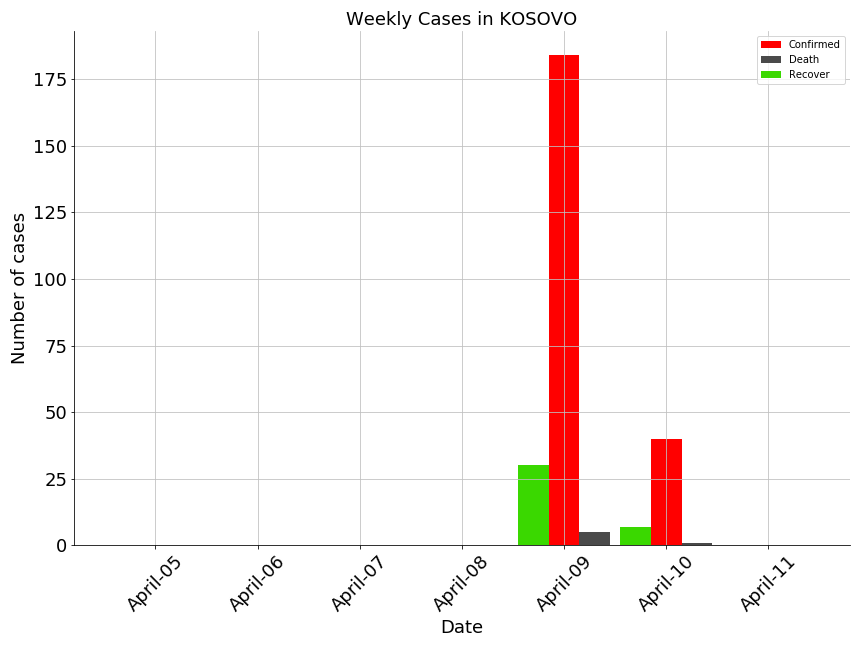 Weekly Cases in KOSOVO
Confirmed
Death
Recover
Number of cases
175
150
125
100
75
50
25
0
April-05
April-06
April-07
April-08
April-09
April-10
April-11
Date